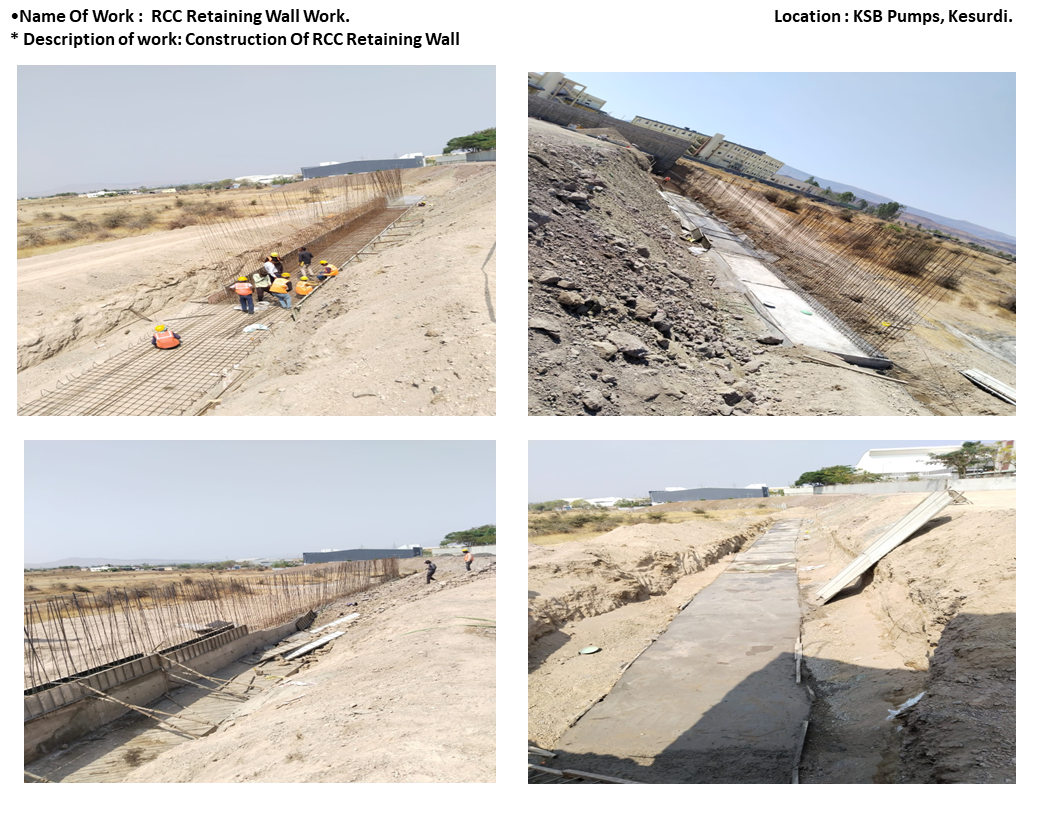 •Name Of Work : RCC Retaining Wall Work.
Location : KSB Pumps, Kesurdi.
* Description of work: Construction Of RCC Retaining Wall